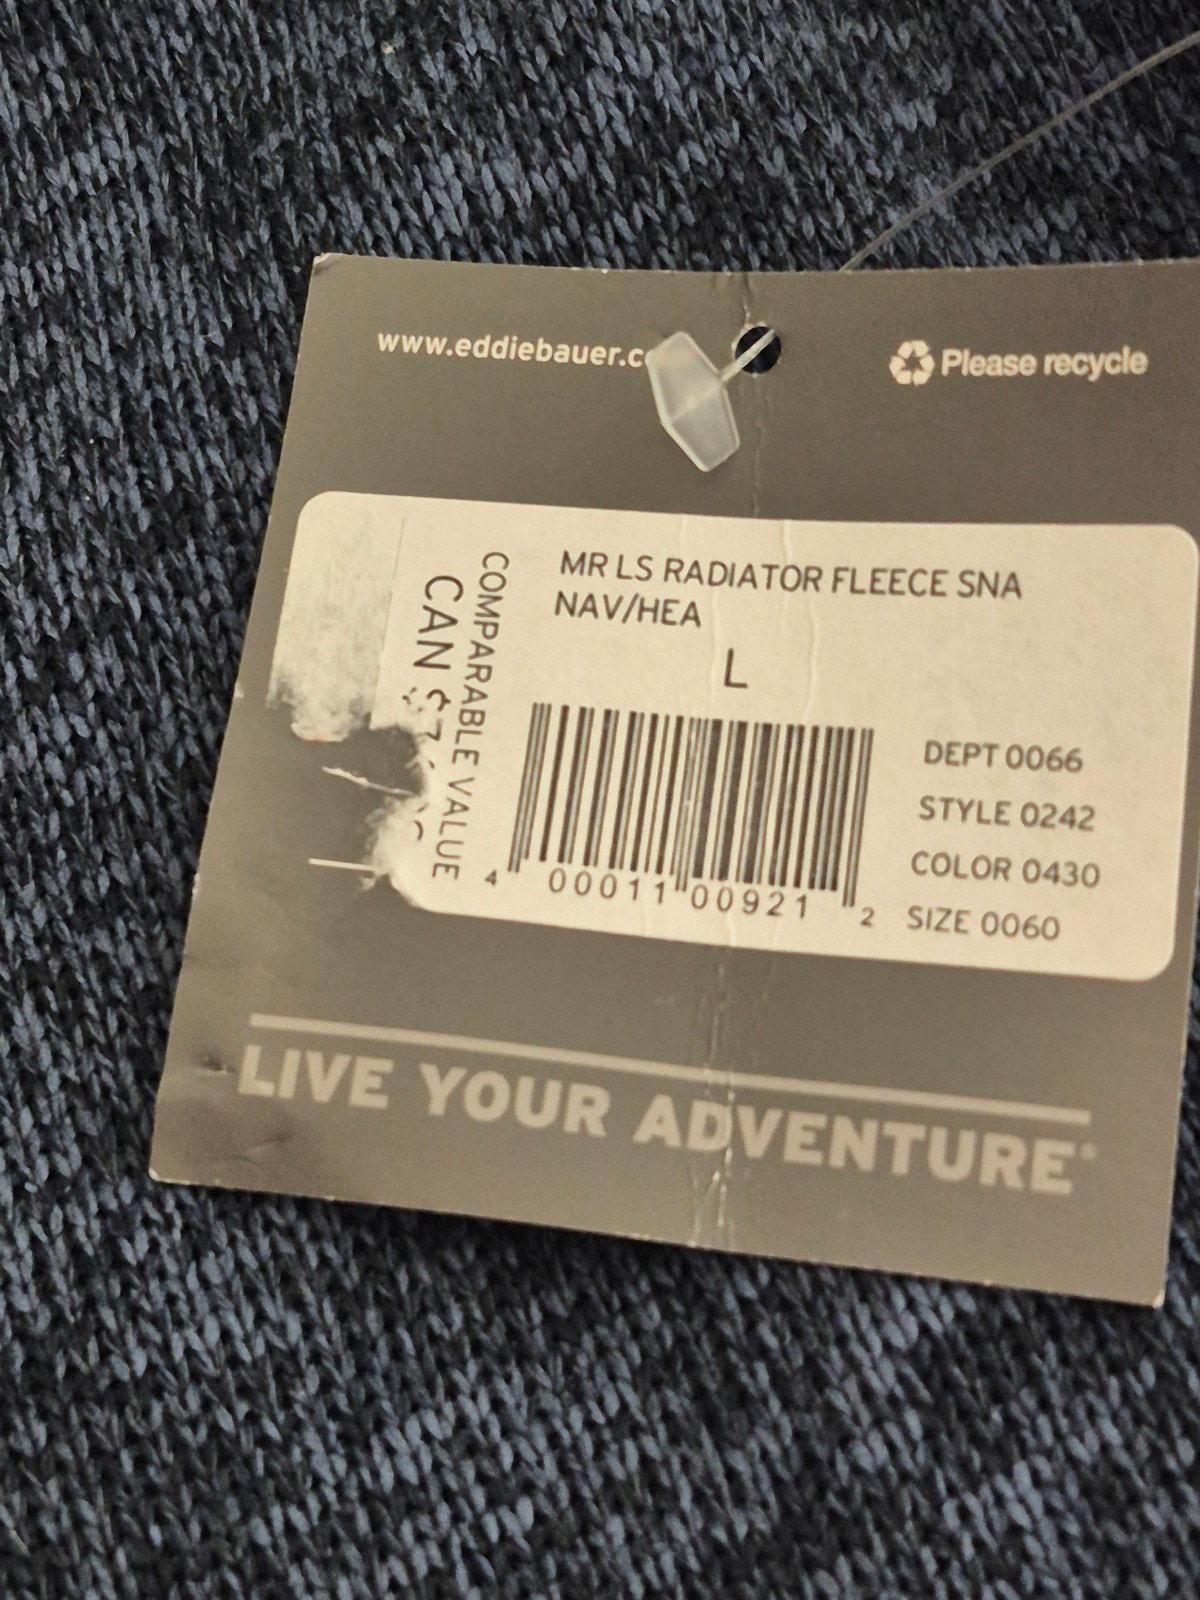 www.eddiebauer.c
Please recycle
MR LS RADIATOR FLEECE SNA
NAV/HEA
L
COMPARABLE VALUE
CAN
4 00011 00921 2
DEPT 0066
STYLE 0242
COLOR 0430
SIZE 0060
LIVE YOUR ADVENTURE®